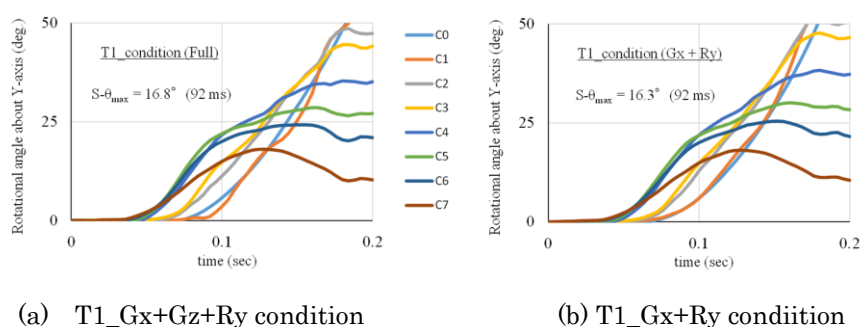 50
25
0
0
0.1
0.2
Rotational angle about Y-axis (deg.)
time (sec)
T1_condition (Full)
S-θmax = 16.8° (92 ms)
C0
C1
C2
C3
C4
C5
C6
C7
(a) T1_Gx+Gz+Ry condition
50
25
0
0
0.1
0.2
Rotational angle about Y-axis (deg.)
time (sec)
T1_condition (Gx + Ry)
S-θmax = 16.3° (92 ms)
(b) T1_Gx+Ry condiition